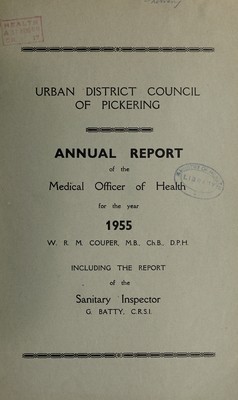 URBAN DISTRICT COUNCIL
OF PICKERING
ANNUAL REPORT
of the
Medical Officer of Health
for the year
1955
W. R. M. COUPER, M.B., Ch.B., D.P.H.
INCLUDING THE REPORT
of the
Sanitary Inspector
G. BATTY, C.R.S.I.